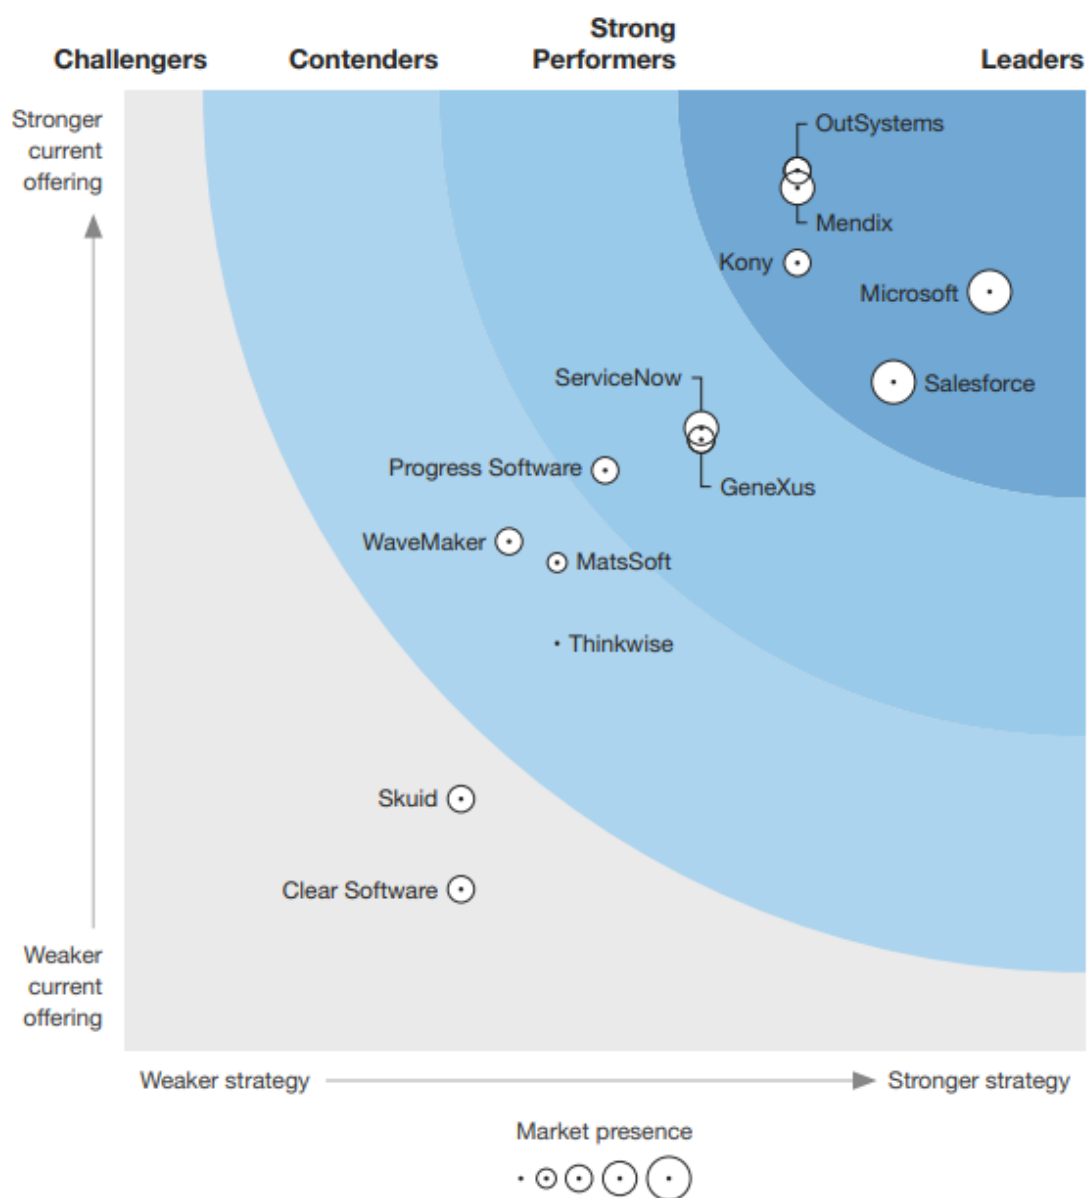 Challengers
Contenders
Strong
Performers
Leaders
Stronger
current
offering
OutSystems
Mendix
Kony
Microsoft
Salesforce
ServiceNow
GeneXus
Progress Software
WaveMaker
MatsSoft
Thinkwise
Skuid
Clear Software
Weaker
current
offering
Weaker strategy
Stronger strategy
Market presence